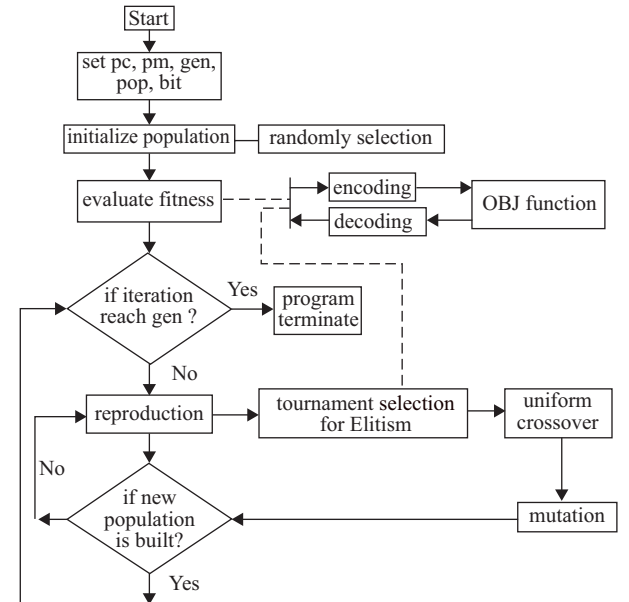 Start
set pc, pm, gen,
pop, bit
initialize population
randomly selection
evaluate fitness
encoding
decoding
OBJ function
if iteration
reach gen ?
Yes
program
terminate
No
reproduction
tournament selection
for Elitism
uniform
crossover
No
if new
population
is built?
mutation
Yes